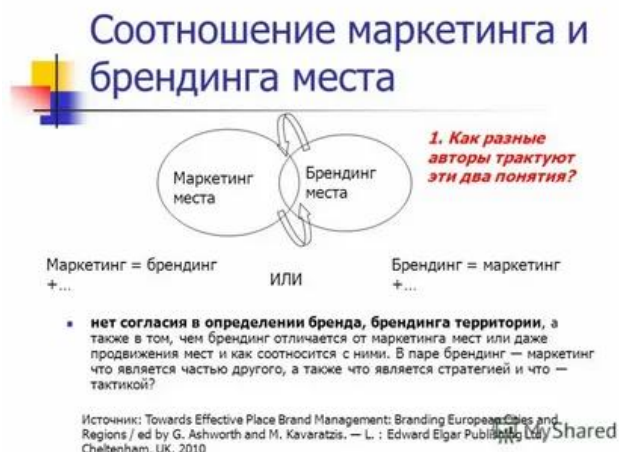 Соотношение маркетинга и
брендинга места
1. Как разные
авторы трактуют
эти два понятия?
Маркетинг
места
Брендинг
места
Маркетинг = брендинг
+...
ИЛИ
Брендинг = маркетинг
+...
нет согласия в определении бренда, брендинга территории, а
также в том, чем брендинг отличается от маркетинга мест или даже
продвижения мест и как соотносится с ними. В паре брендинг — маркетинг
что является частью другого, а также что является стратегией и что —
тактикой?
Источник: Towards Effective Place Brand Management: Branding European Cities and
Regions / ed by G. Ashworth and M. Kavaratzis. — L. : Edward Elgar Publishing Ltd,
Cheltenham, UK, 2010
MyShared